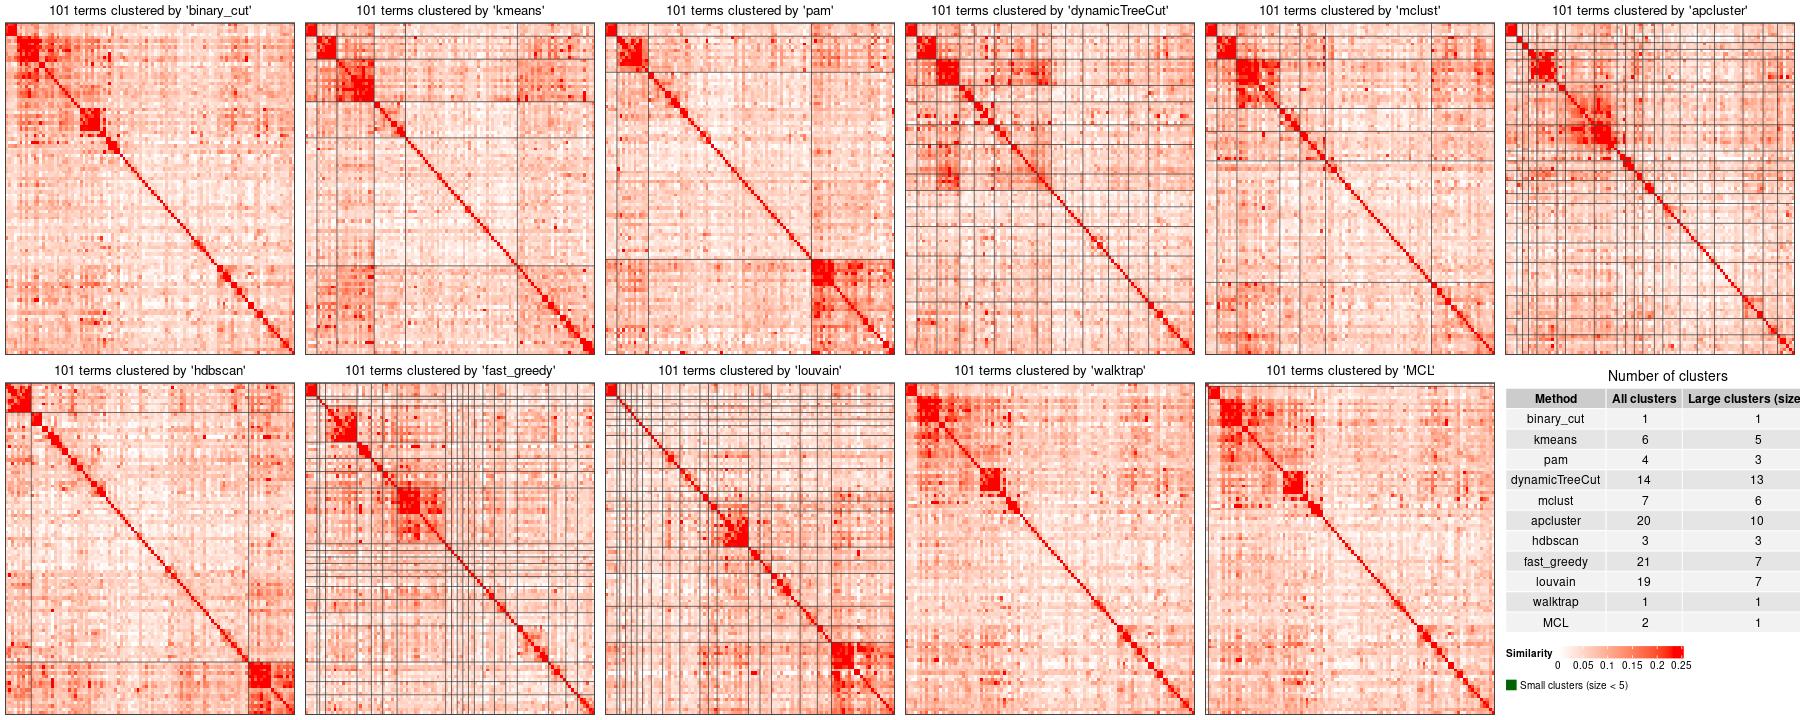 101 terms clustered by 'binary_cut'
101 terms clustered by 'kmeans'
101 terms clustered by 'pam'
101 terms clustered by 'dynamicTreeCut'
101 terms clustered by 'mclust'
101 terms clustered by 'apcluster'
101 terms clustered by 'hdbscan'
101 terms clustered by 'fast_greedy'
101 terms clustered by 'louvain'
101 terms clustered by 'walktrap'
101 terms clustered by 'MCL'
Number of clusters
Method All clusters Large clusters (size
binary_cut 1 1
kmeans 6 5
pam 4 3
dynamicTreeCut 14 13
mclust 7 6
apcluster 20 10
hdbscan 3 3
fast_greedy 21 7
louvain 19 7
walktrap 1 1
MCL 2 1
Similarity
0 0.05 0.1 0.15 0.2 0.25
Small clusters (size < 5)